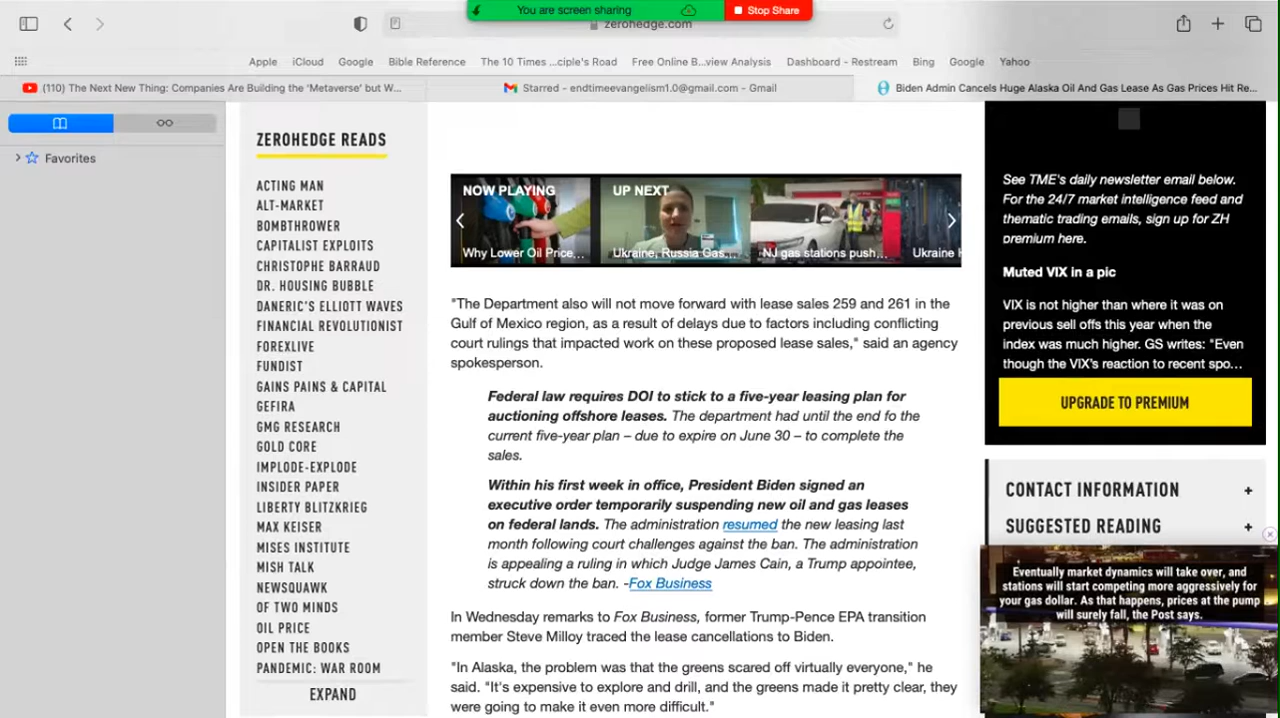 You are screen sharing
Stop Share
zerohedge.com
Apple iCloud Google Bible Reference The 10 Times ...ciple's Road Free Online B...view Analysis Dashboard - Restream Bing Google Yahoo
(110) The Next New Thing: Companies Are Building the 'Metaverse' but W...
Starred - endtimeevangelism1.0@gmail.com - Gmail
Biden Admin Cancels Huge Alaska Oil And Gas Lease As Gas Prices Hit Re...
Favorites
ZEROHEDGE READS
ACTING MAN
ALT-MARKET
BOMBTHROWER
CAPITALIST EXPLOITS
CHRISTOPHE BARRAUD
DR. HOUSING BUBBLE
DANERIC'S ELLIOTT WAVES
FINANCIAL REVOLUTIONIST
FOREXLIVE
FUNDIST
GAINS PAINS & CAPITAL
GEFIRA
GMG RESEARCH
GOLD CORE
IMPLODE-EXPLODE
INSIDER PAPER
LIBERTY BLITZKRIEG
MAX KEISER
MISES INSTITUTE
MISH TALK
NEWSQUAWK
OF TWO MINDS
OIL PRICE
OPEN THE BOOKS
PANDEMIC: WAR ROOM
EXPAND
NOW PLAYING
Why Lower Oil Price...
UP NEXT
Ukraine, Russia Gas...
NJ gas stations push...
Ukraine H
"The Department also will not move forward with lease sales 259 and 261 in the
Gulf of Mexico region, as a result of delays due to factors including conflicting
court rulings that impacted work on these proposed lease sales," said an agency
spokesperson.
Federal law requires DOI to stick to a five-year leasing plan for
auctioning offshore leases. The department had until the end fo the
current five-year plan – due to expire on June 30 – to complete the
sales.
Within his first week in office, President Biden signed an
executive order temporarily suspending new oil and gas leases
on federal lands. The administration resumed the new leasing last
month following court challenges against the ban. The administration
is appealing a ruling in which Judge James Cain, a Trump appointee,
struck down the ban. -Fox Business
In Wednesday remarks to Fox Business, former Trump-Pence EPA transition
member Steve Milloy traced the lease cancellations to Biden.
"In Alaska, the problem was that the greens scared off virtually everyone," he
said. "It's expensive to explore and drill, and the greens made it pretty clear, they
were going to make it even more difficult."
See TME's daily newsletter email below.
For the 24/7 market intelligence feed and
thematic trading emails, sign up for ZH
premium here.
Muted VIX in a pic
VIX is not higher than where it was on
previous sell offs this year when the
index was much higher. GS writes: "Even
though the VIX's reaction to recent spo...
UPGRADE TO PREMIUM
CONTACT INFORMATION +
SUGGESTED READING +
Eventually market dynamics will take over, and
stations will start competing more aggressively for
your gas dollar. As that happens, prices at the pump
will surely fall, the Post says.